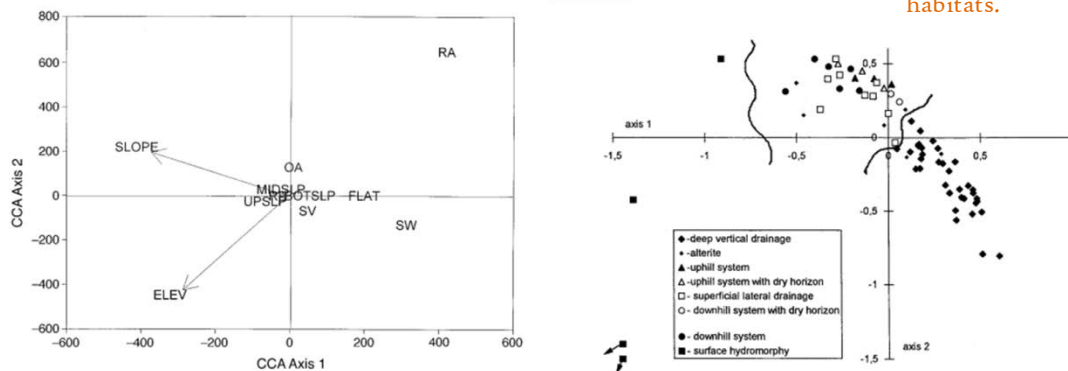 habitats.
800
600
400
200
0
−200
−400
−600
−600
−400
−200
0
200
400
600
CCA Axis 2
CCA Axis 1
RA
SLOPE
OA
MIDSLP
UPSLP
FLAT
SV
SW
ELEV
axis 1
-1,5
-1
-0,5
0
0,5
0,5
0
-0,5
-1
-1,5
axis 2
-deep vertical drainage
-alterite
-uphill system
-uphill system with dry horizon
- superficial lateral drainage
- downhill system with dry horizon
- downhill system
- surface hydromorphy